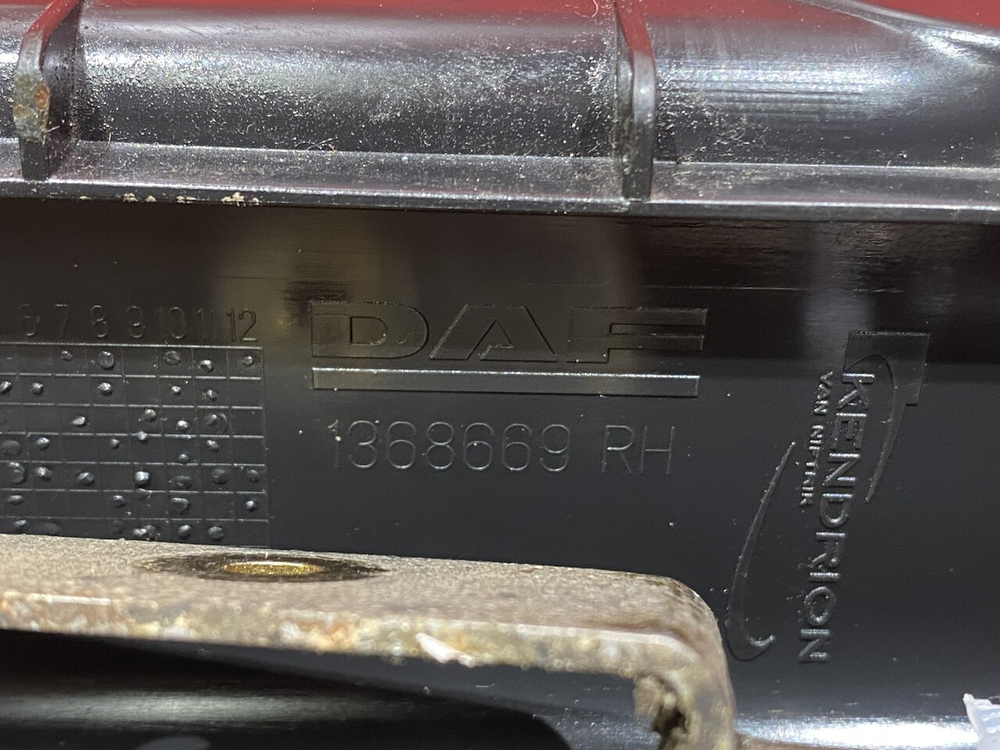 6 7 8 9 10 11 12
DAF
1368669 RH
KENDRION
VAN NIFTRIK